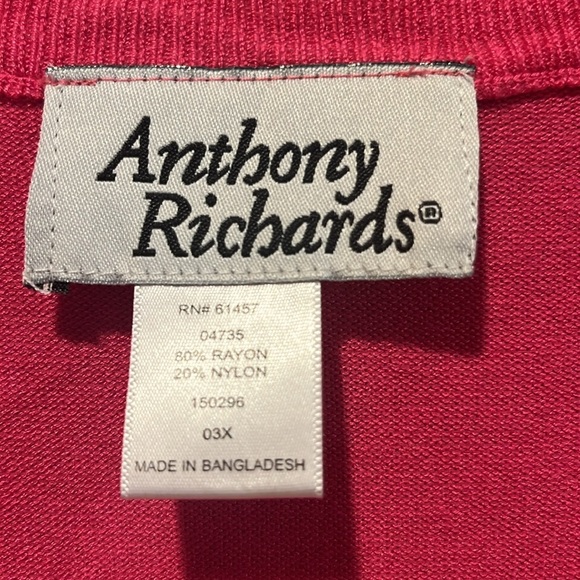 Anthony
Richards®
RN# 61457
04735
80% RAYON
20% NYLON
150296
03X
MADE IN BANGLADESH